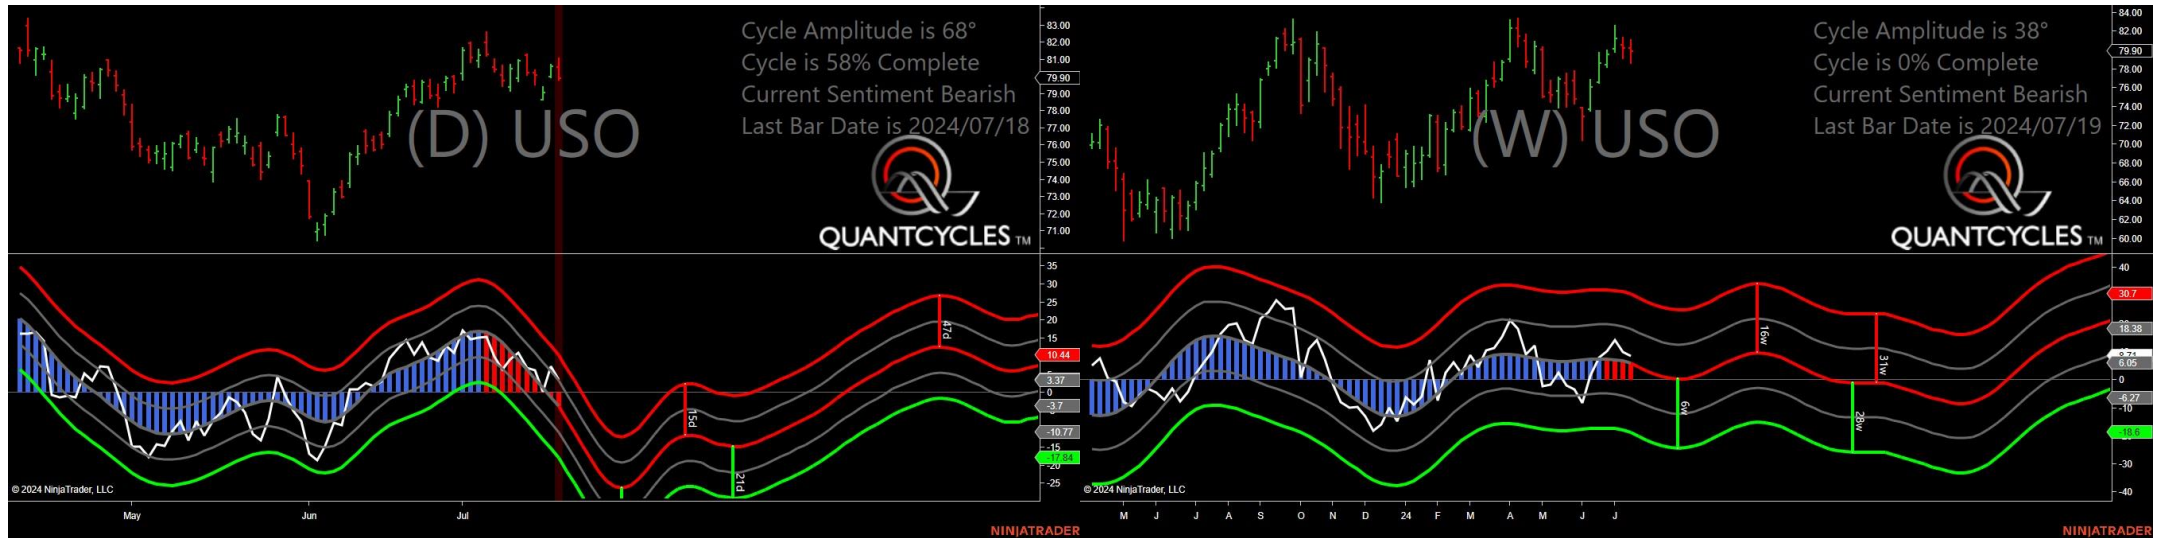 Cycle Amplitude is 68°
Cycle is 58% Complete
Current Sentiment Bearish
Last Bar Date is 2024/07/18
(D) USO
QUANTCYCLES TM
83.00
82.00
81.00
79.90
79.00
78.00
77.00
76.00
75.00
74.00
73.00
72.00
71.00
35
30
25
20
15
10.44
3.37
0
-3.7
-10.77
-15
-17.84
-20
-25
47d
15d
21d
© 2024 NinjaTrader, LLC
May
Jun
Jul
NINJATRADER
Cycle Amplitude is 38°
Cycle is 0% Complete
Current Sentiment Bearish
Last Bar Date is 2024/07/19
(W) USO
QUANTCYCLES TM
84.00
82.00
79.90
78.00
76.00
74.00
72.00
70.00
68.00
66.00
64.00
62.00
60.00
40
30.7
18.38
6.05
0
-6.27
-10
-18.6
-30
-40
16w
31w
6w
28w
© 2024 NinjaTrader, LLC
M J J A S O N D 24 F M A M J J
NINJATRADER